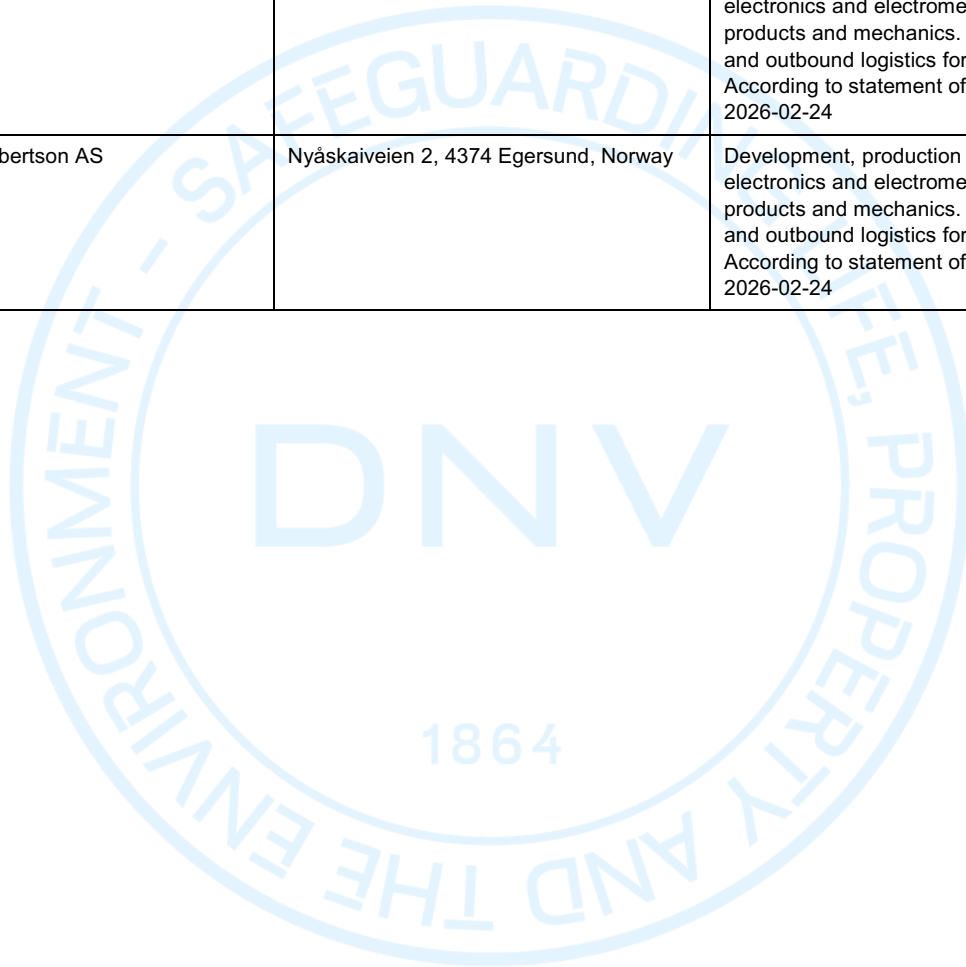 electronics and electrome
products and mechanics.
and outbound logistics for
According to statement of
2026-02-24
bertson AS
Nyåskaiveien 2, 4374 Egersund, Norway
Development, production
electronics and electrome
products and mechanics.
and outbound logistics for
According to statement of
2026-02-24
SAFEGUARDING LIFE, PROPERTY AND THE ENVIRONMENT –
DNV
1864